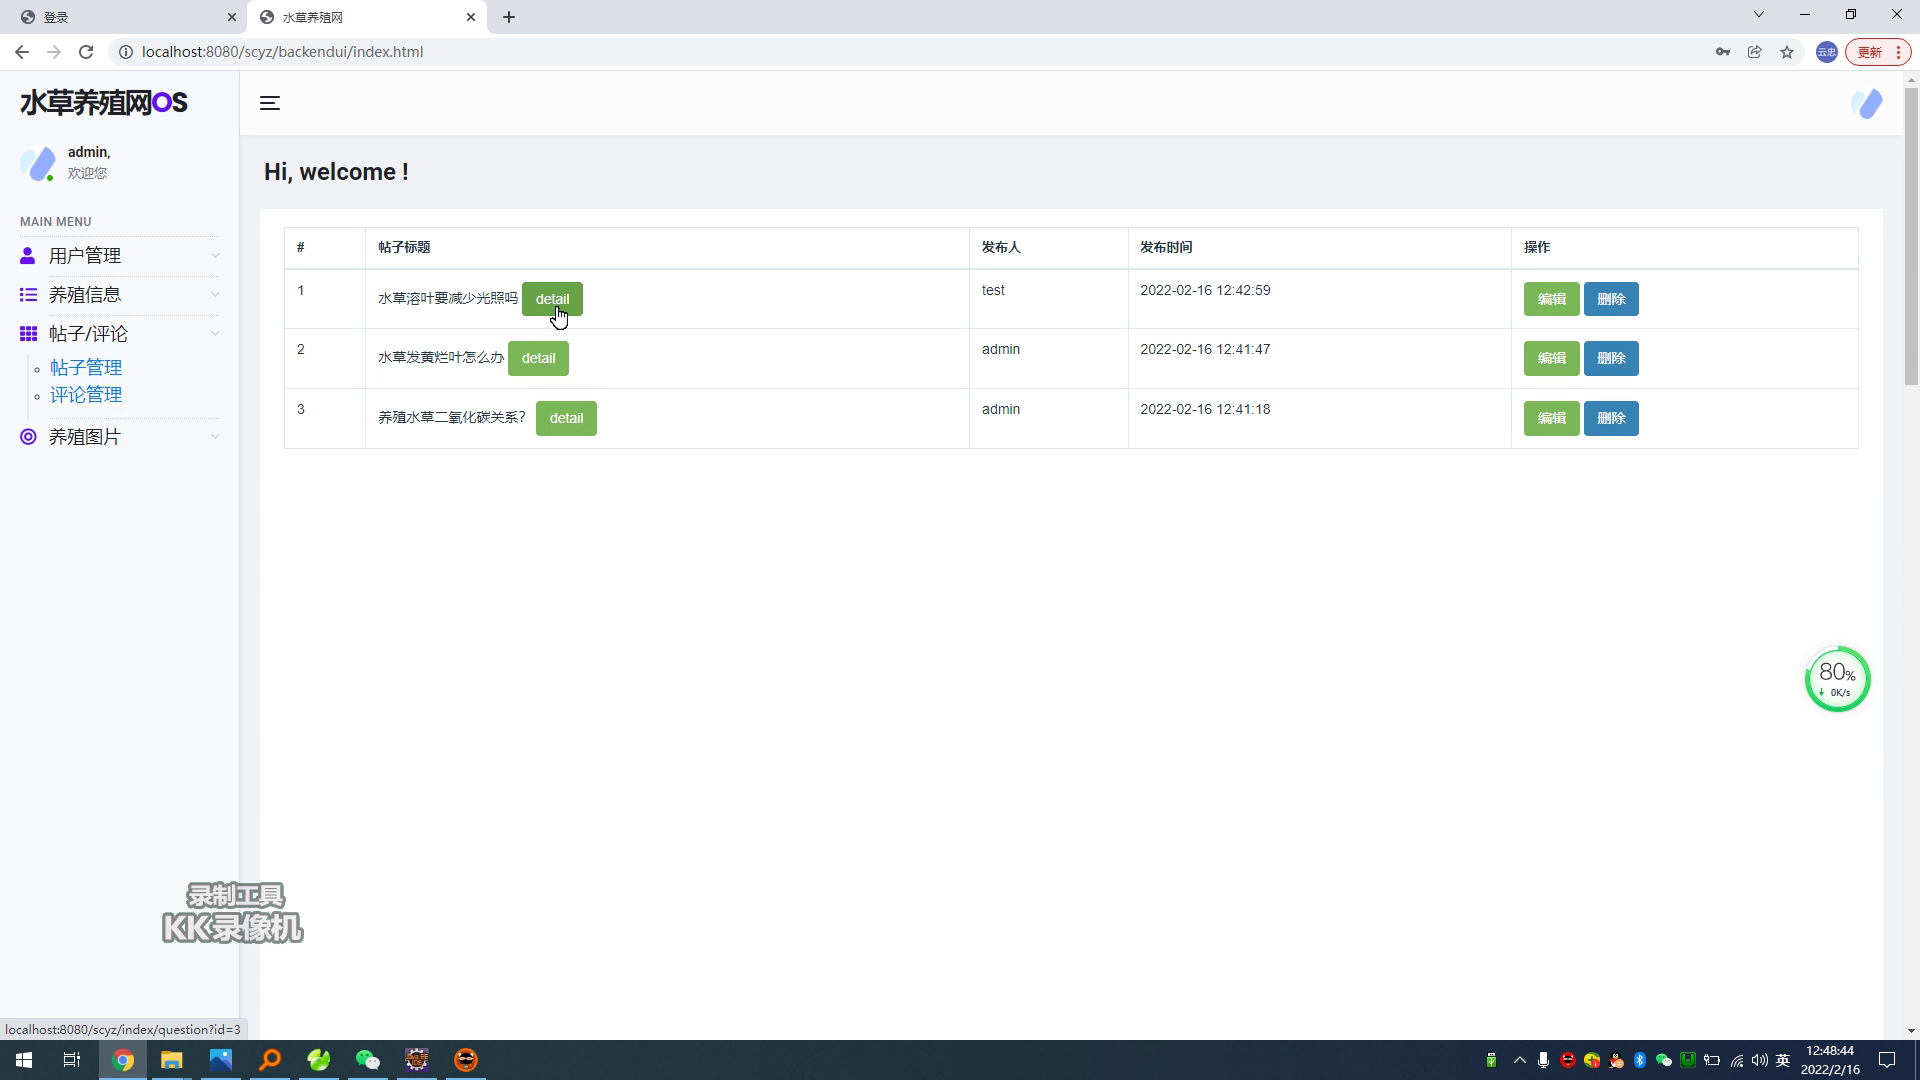 登录
水草养殖网
localhost:8080/scyz/backendui/index.html
云忠
更新
水草养殖网OS
admin,
欢迎您
MAIN MENU
用户管理
养殖信息
帖子/评论
帖子管理
评论管理
养殖图片
Hi, welcome !
# 帖子标题 发布人 发布时间 操作
1 水草溶叶要减少光照吗 detail test 2022-02-16 12:42:59 编辑 删除
2 水草发黄烂叶怎么办 detail admin 2022-02-16 12:41:47 编辑 删除
3 养殖水草二氧化碳关系? detail admin 2022-02-16 12:41:18 编辑 删除
80%
0K/s
录制工具
KK录像机
localhost:8080/scyz/index/question?id=3
英
12:48:44
2022/2/16